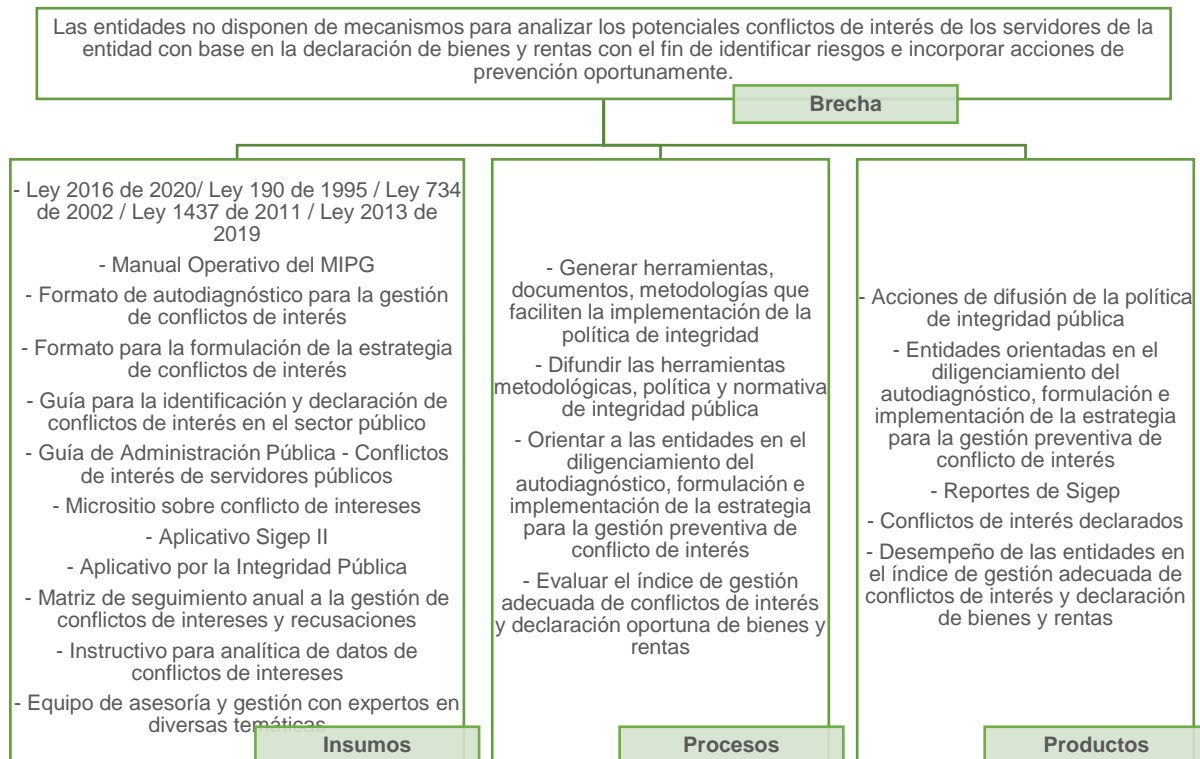 Las entidades no disponen de mecanismos para analizar los potenciales conflictos de interés de los servidores de la
entidad con base en la declaración de bienes y rentas con el fin de identificar riesgos e incorporar acciones de
prevención oportunamente.
Brecha
- Ley 2016 de 2020/ Ley 190 de 1995 / Ley 734
de 2002 / Ley 1437 de 2011 / Ley 2013 de
2019
- Manual Operativo del MIPG
- Formato de autodiagnóstico para la gestión
de conflictos de interés
- Formato para la formulación de la estrategia
de conflictos de interés
- Guía para la identificación y declaración de
conflictos de interés en el sector público
- Guía de Administración Pública - Conflictos
de interés de servidores públicos
- Micrositio sobre conflicto de intereses
- Aplicativo Sigep II
- Aplicativo por la Integridad Pública
- Matriz de seguimiento anual a la gestión de
conflictos de intereses y recusaciones
- Instructivo para analítica de datos de
conflictos de intereses
- Equipo de asesoría y gestión con expertos en
diversas temáticas
Insumos
- Generar herramientas,
documentos, metodologías que
faciliten la implementación de la
política de integridad
- Difundir las herramientas
metodológicas, política y normativa
de integridad pública
- Orientar a las entidades en el
diligenciamiento del
autodiagnóstico, formulación e
implementación de la estrategia
para la gestión preventiva de
conflicto de interés
- Evaluar el índice de gestión
adecuada de conflictos de interés
y declaración oportuna de bienes y
rentas
Procesos
- Acciones de difusión de la política
de integridad pública
- Entidades orientadas en el
diligenciamiento del
autodiagnóstico, formulación e
implementación de la estrategia
para la gestión preventiva de
conflicto de interés
- Reportes de Sigep
- Conflictos de interés declarados
- Desempeño de las entidades en
el índice de gestión adecuada de
conflictos de interés y declaración
de bienes y rentas
Productos